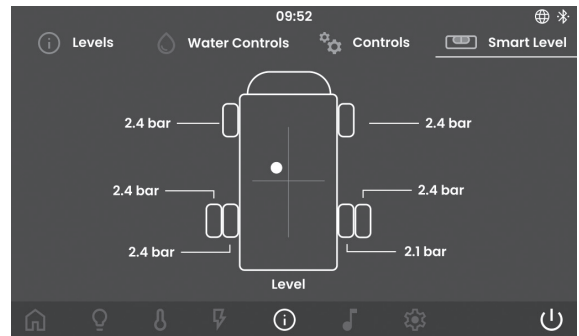 09:52
Levels Water Controls Controls Smart Level
2.4 bar 2.4 bar
2.4 bar 2.4 bar
2.4 bar 2.1 bar
Level